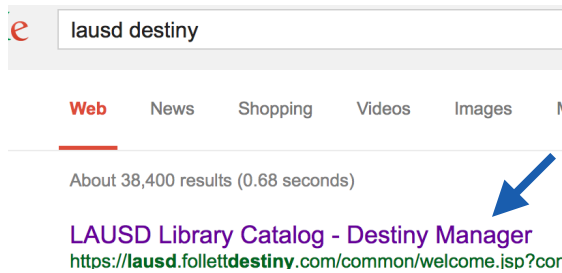 lausd destiny
Web News Shopping Videos Images
About 38,400 results (0.68 seconds)
LAUSD Library Catalog - Destiny Manager
https://lausd.follettdestiny.com/common/welcome.jsp?con